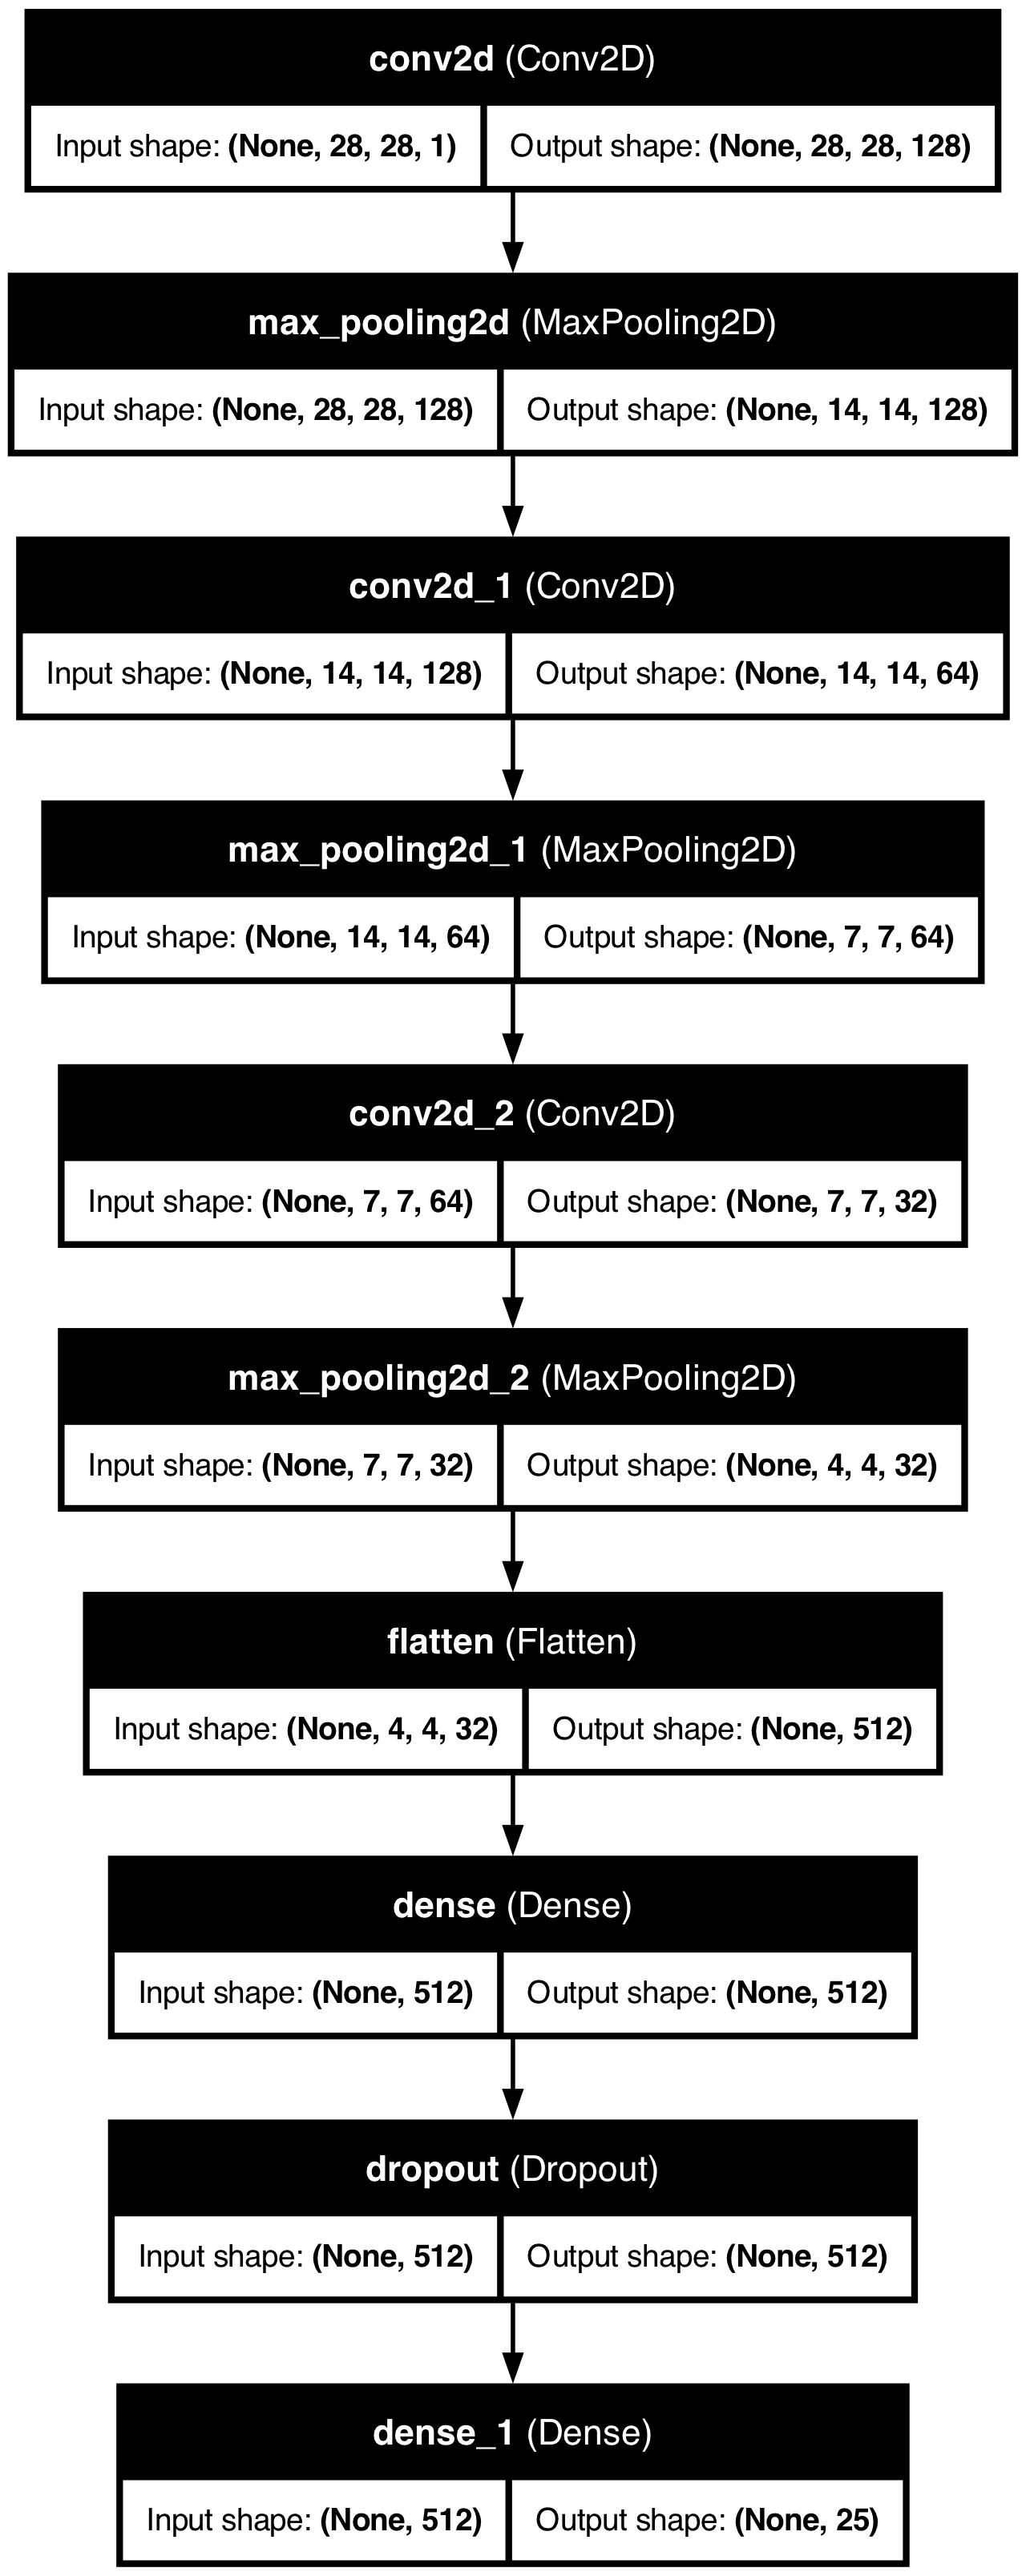 conv2d (Conv2D)
Input shape: (None, 28, 28, 1) Output shape: (None, 28, 28, 128)
max_pooling2d (MaxPooling2D)
Input shape: (None, 28, 28, 128) Output shape: (None, 14, 14, 128)
conv2d_1 (Conv2D)
Input shape: (None, 14, 14, 128) Output shape: (None, 14, 14, 64)
max_pooling2d_1 (MaxPooling2D)
Input shape: (None, 14, 14, 64) Output shape: (None, 7, 7, 64)
conv2d_2 (Conv2D)
Input shape: (None, 7, 7, 64) Output shape: (None, 7, 7, 32)
max_pooling2d_2 (MaxPooling2D)
Input shape: (None, 7, 7, 32) Output shape: (None, 4, 4, 32)
flatten (Flatten)
Input shape: (None, 4, 4, 32) Output shape: (None, 512)
dense (Dense)
Input shape: (None, 512) Output shape: (None, 512)
dropout (Dropout)
Input shape: (None, 512) Output shape: (None, 512)
dense_1 (Dense)
Input shape: (None, 512) Output shape: (None, 25)